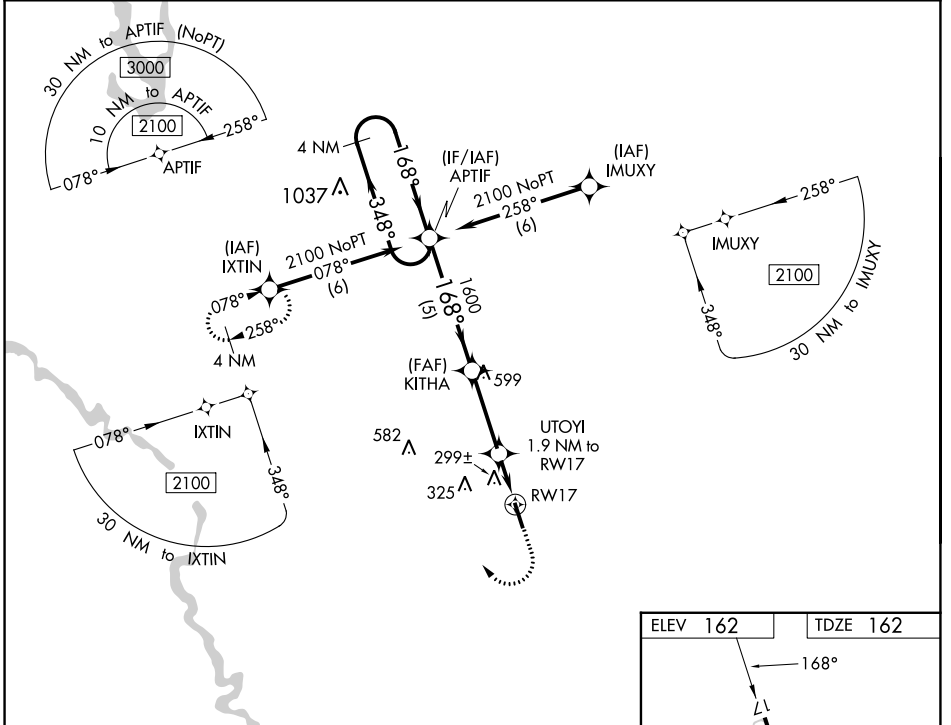 30 NM to APTIF (NoPT)
3000
10 NM to APTIF
2100
258°
078°
APTIF
4 NM
168°
348°
1037
(IF/IAF)
APTIF
(IAF)
IMUXY
2100 NoPT
258°
(6)
(IAF)
IXTIN
2100 NoPT
078°
(6)
078°
258°
4 NM
1600
168°
(5)
258°
IMUXY
2100
348°
30 NM to IMUXY
(FAF)
KITHA
599
078°
IXTIN
348°
2100
30 NM to IXTIN
582
UTOYI
1.9 NM to
RW17
299±
325
RW17
ELEV 162
TDZE 162
168°
17